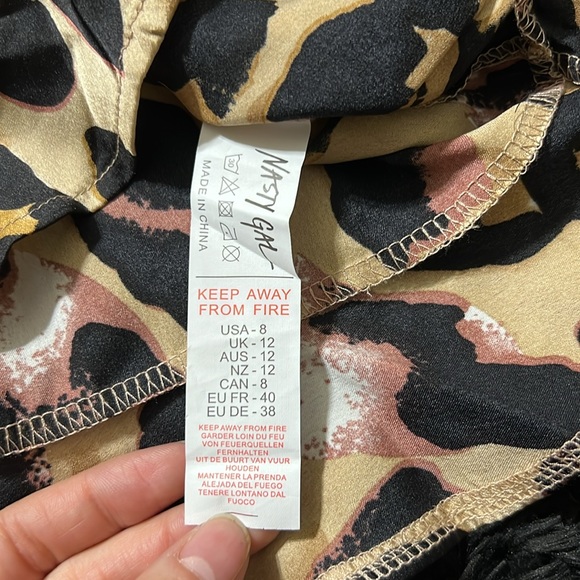 NASTY GAL
30
MADE IN CHINA
KEEP AWAY
FROM FIRE
USA - 8
UK - 12
AUS - 12
NZ - 12
CAN - 8
EU FR - 40
EU DE - 38
KEEP AWAY FROM FIRE
GARDER LOIN DU FEU
VON FEUERQUELLEN
FERNHALTEN
UIT DE BUURT VAN VUUR
HOUDEN
MANTENER LA PRENDA
ALEJADA DEL FUEGO
TENERE LONTANO DAL
FUOCO